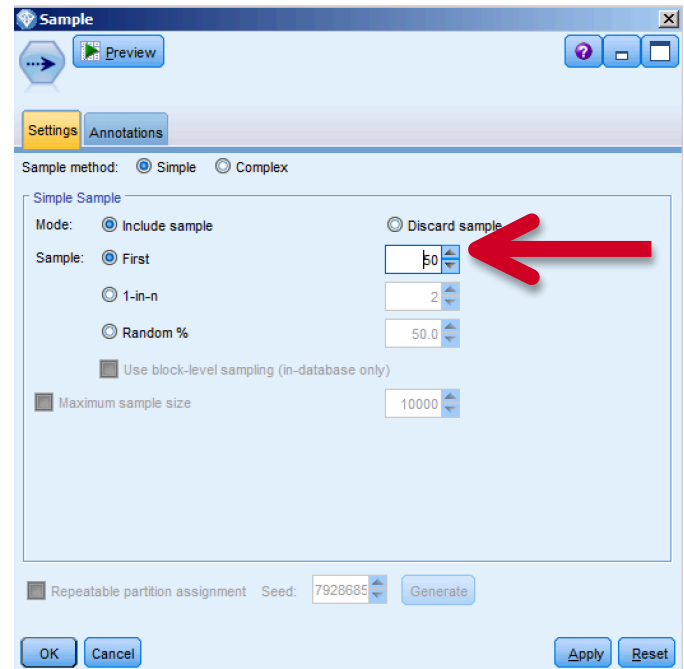 Sample
Preview
Settings Annotations
Sample method: Simple Complex
Simple Sample
Mode: Include sample Discard sample
Sample: First 50
1-in-n 2
Random % 50.0
Use block-level sampling (in-database only)
Maximum sample size 10000
Repeatable partition assignment Seed: 7928685 Generate
OK Cancel Apply Reset